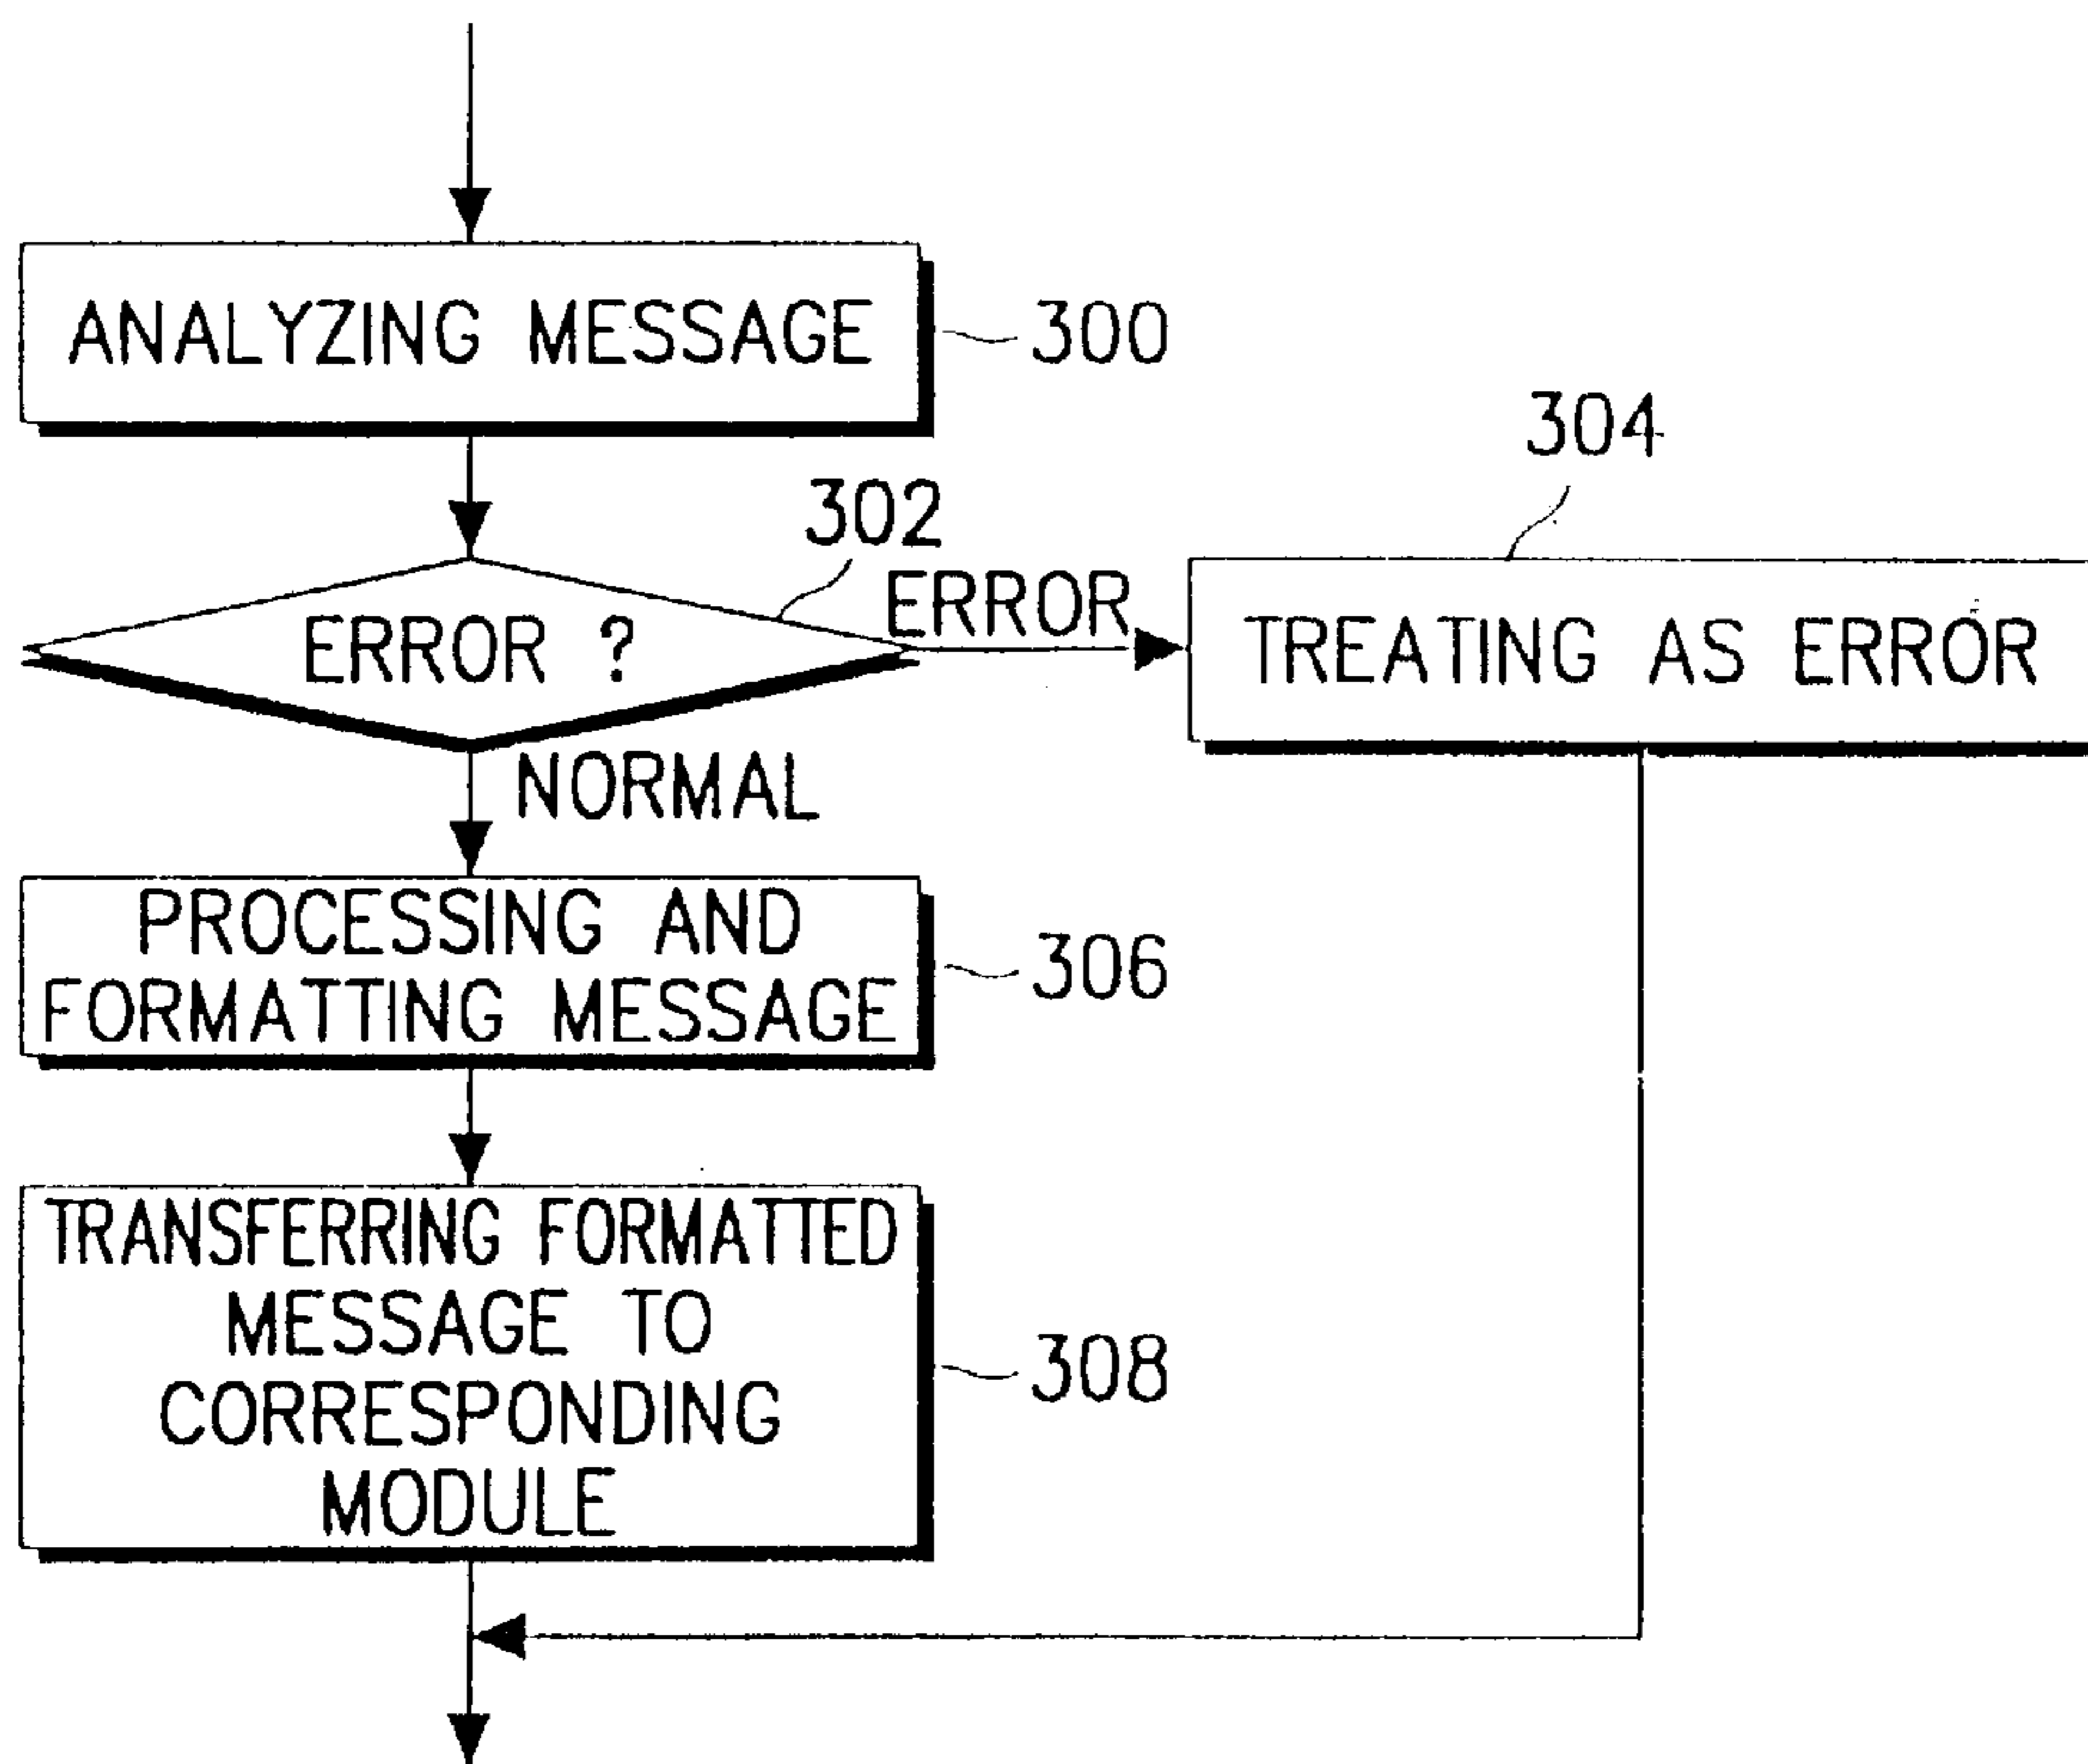 ANALYZING MESSAGE
300
304
302
ERROR ?
ERROR
TREATING AS ERROR
NORMAL
PROCESSING AND
FORMATTING MESSAGE
306
TRANSFERRING FORMATTED
MESSAGE TO
CORRESPONDING
MODULE
308